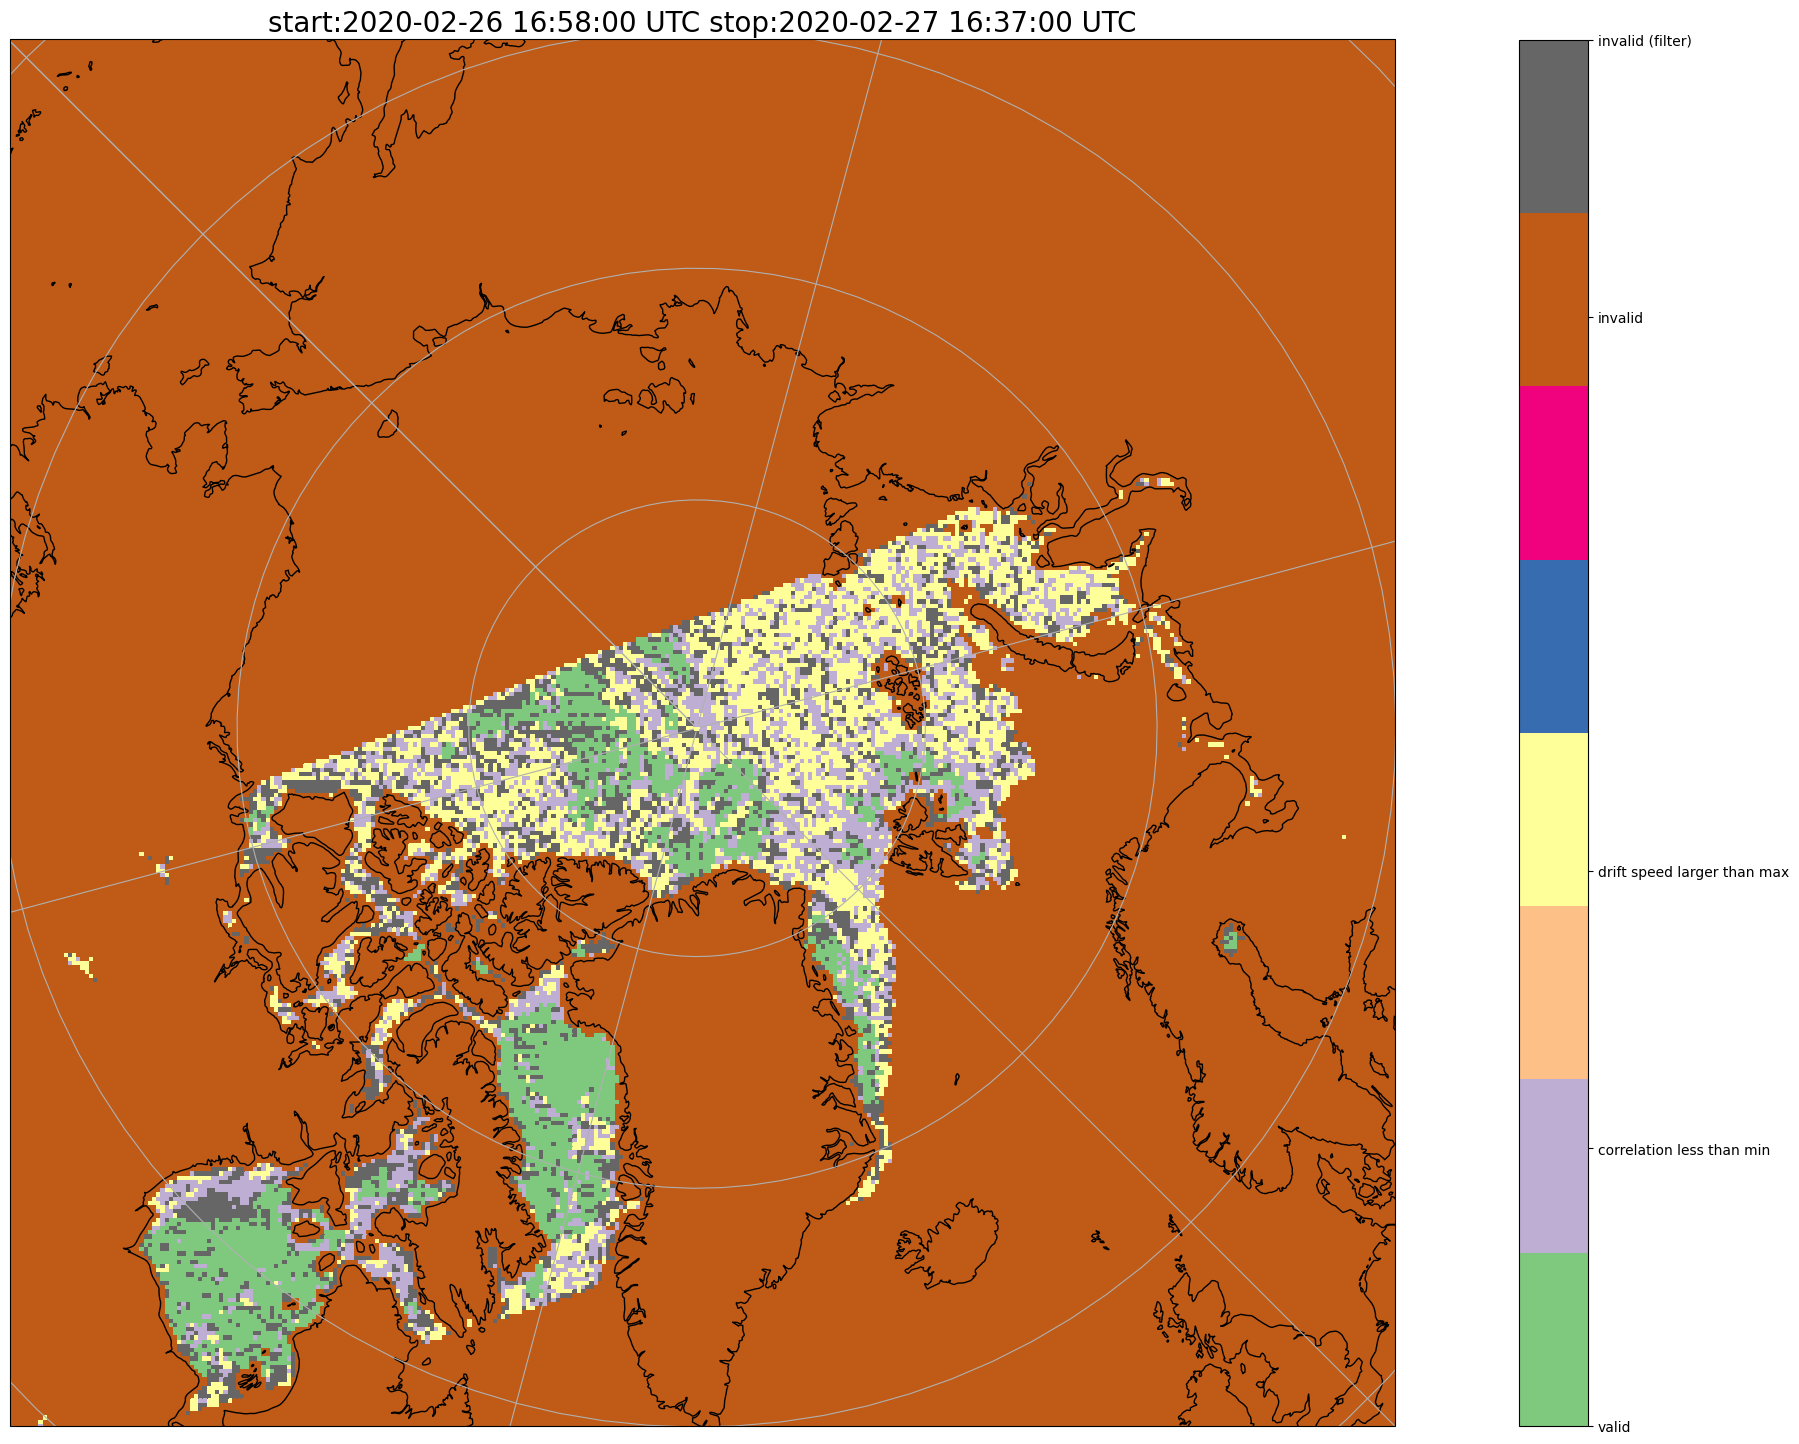 start:2020-02-26 16:58:00 UTC stop:2020-02-27 16:37:00 UTC
invalid (filter)
invalid
drift speed larger than max
correlation less than min
valid